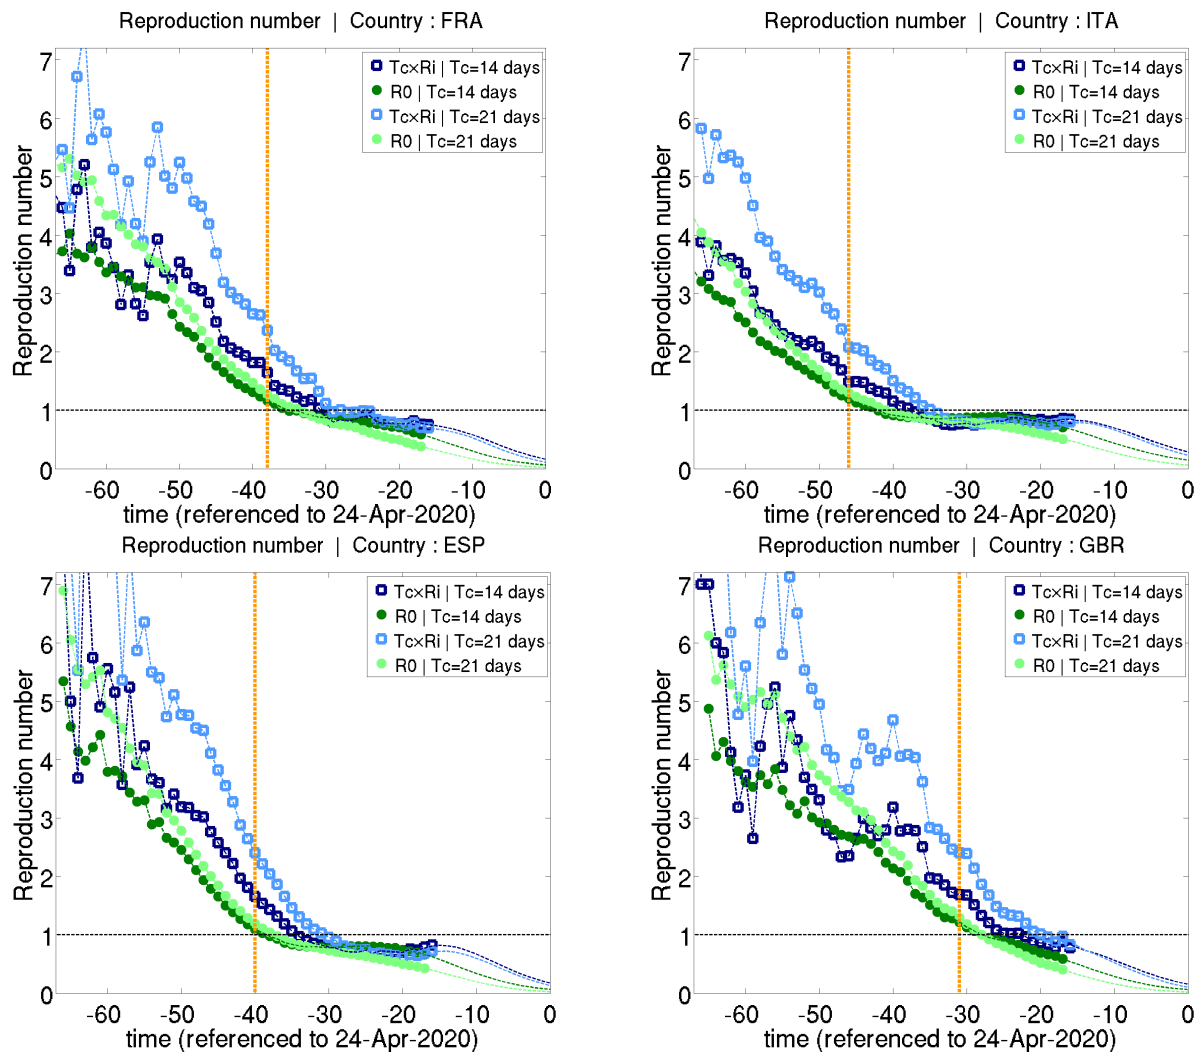 Reproduction number | Country : FRA
7
6
5
4
3
2
1
0
Reproduction number
Tc×Ri | Tc=14 days
R0 | Tc=14 days
Tc×Ri | Tc=21 days
R0 | Tc=21 days
-60 -50 -40 -30 -20 -10 0
time (referenced to 24-Apr-2020)
Reproduction number | Country : ITA
7
6
5
4
3
2
1
0
Reproduction number
Tc×Ri | Tc=14 days
R0 | Tc=14 days
Tc×Ri | Tc=21 days
R0 | Tc=21 days
-60 -50 -40 -30 -20 -10 0
time (referenced to 24-Apr-2020)
Reproduction number | Country : ESP
7
6
5
4
3
2
1
0
Reproduction number
Tc×Ri | Tc=14 days
R0 | Tc=14 days
Tc×Ri | Tc=21 days
R0 | Tc=21 days
-60 -50 -40 -30 -20 -10 0
time (referenced to 24-Apr-2020)
Reproduction number | Country : GBR
7
6
5
4
3
2
1
0
Reproduction number
Tc×Ri | Tc=14 days
R0 | Tc=14 days
Tc×Ri | Tc=21 days
R0 | Tc=21 days
-60 -50 -40 -30 -20 -10 0
time (referenced to 24-Apr-2020)